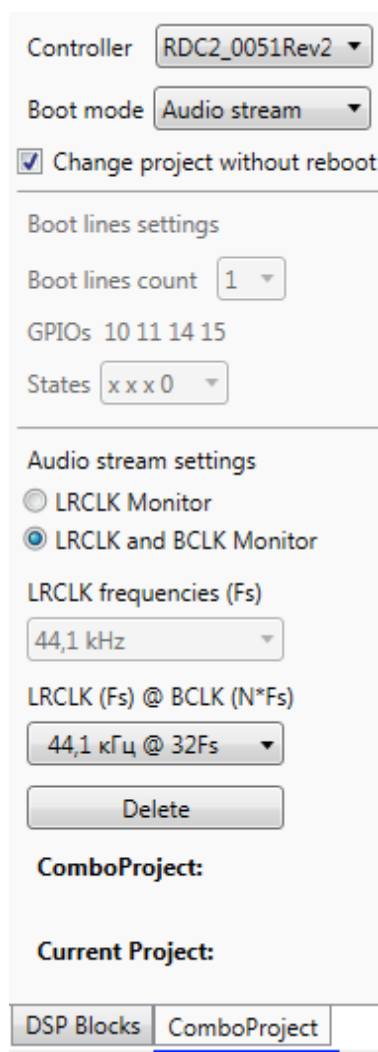 Controller RDC2_0051Rev2
Boot mode Audio stream
Change project without reboot
Boot lines settings
Boot lines count 1
GPIOs 10 11 14 15
States x x x 0
Audio stream settings
LRCLK Monitor
LRCLK and BCLK Monitor
LRCLK frequencies (Fs)
44,1 kHz
LRCLK (Fs) @ BCLK (N*Fs)
44,1 кГц @ 32Fs
Delete
ComboProject:
Current Project:
DSP Blocks ComboProject